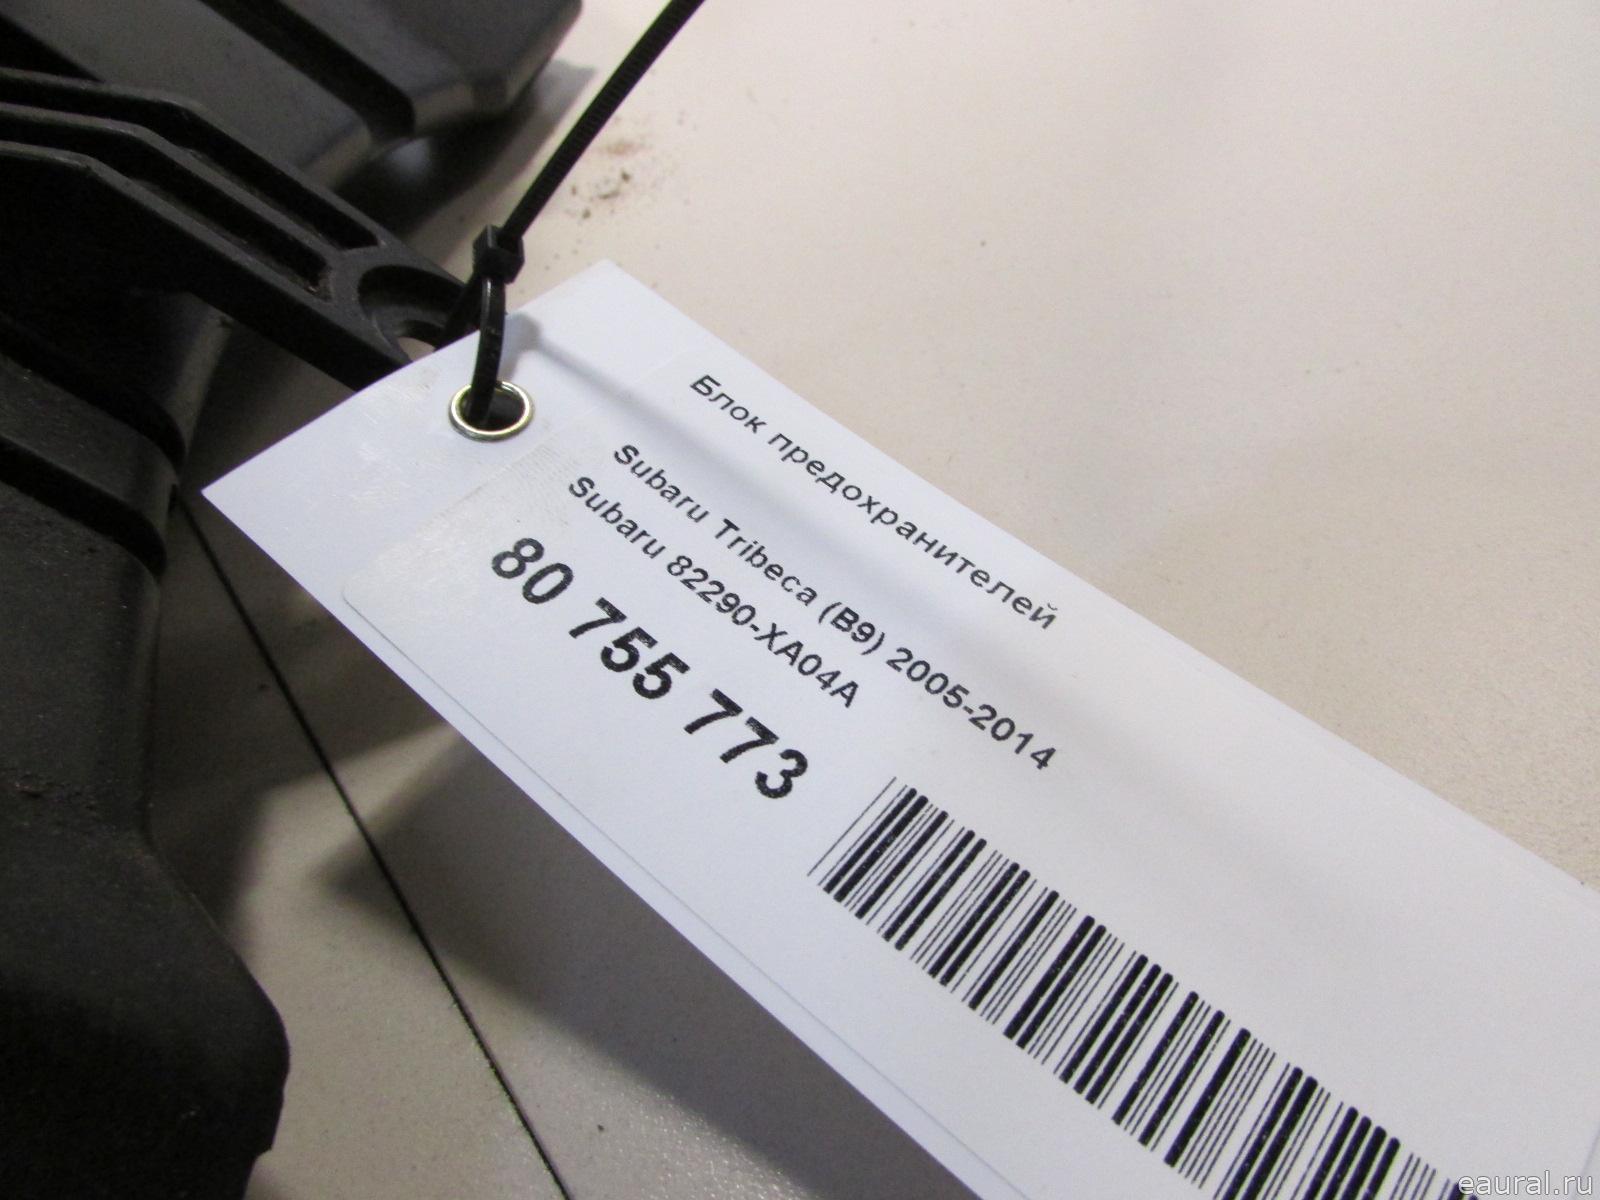 Блок предохранителей
Subaru Tribeca (B9) 2005-2014
Subaru 82290-XA04A
80 755 773
eaural.ru